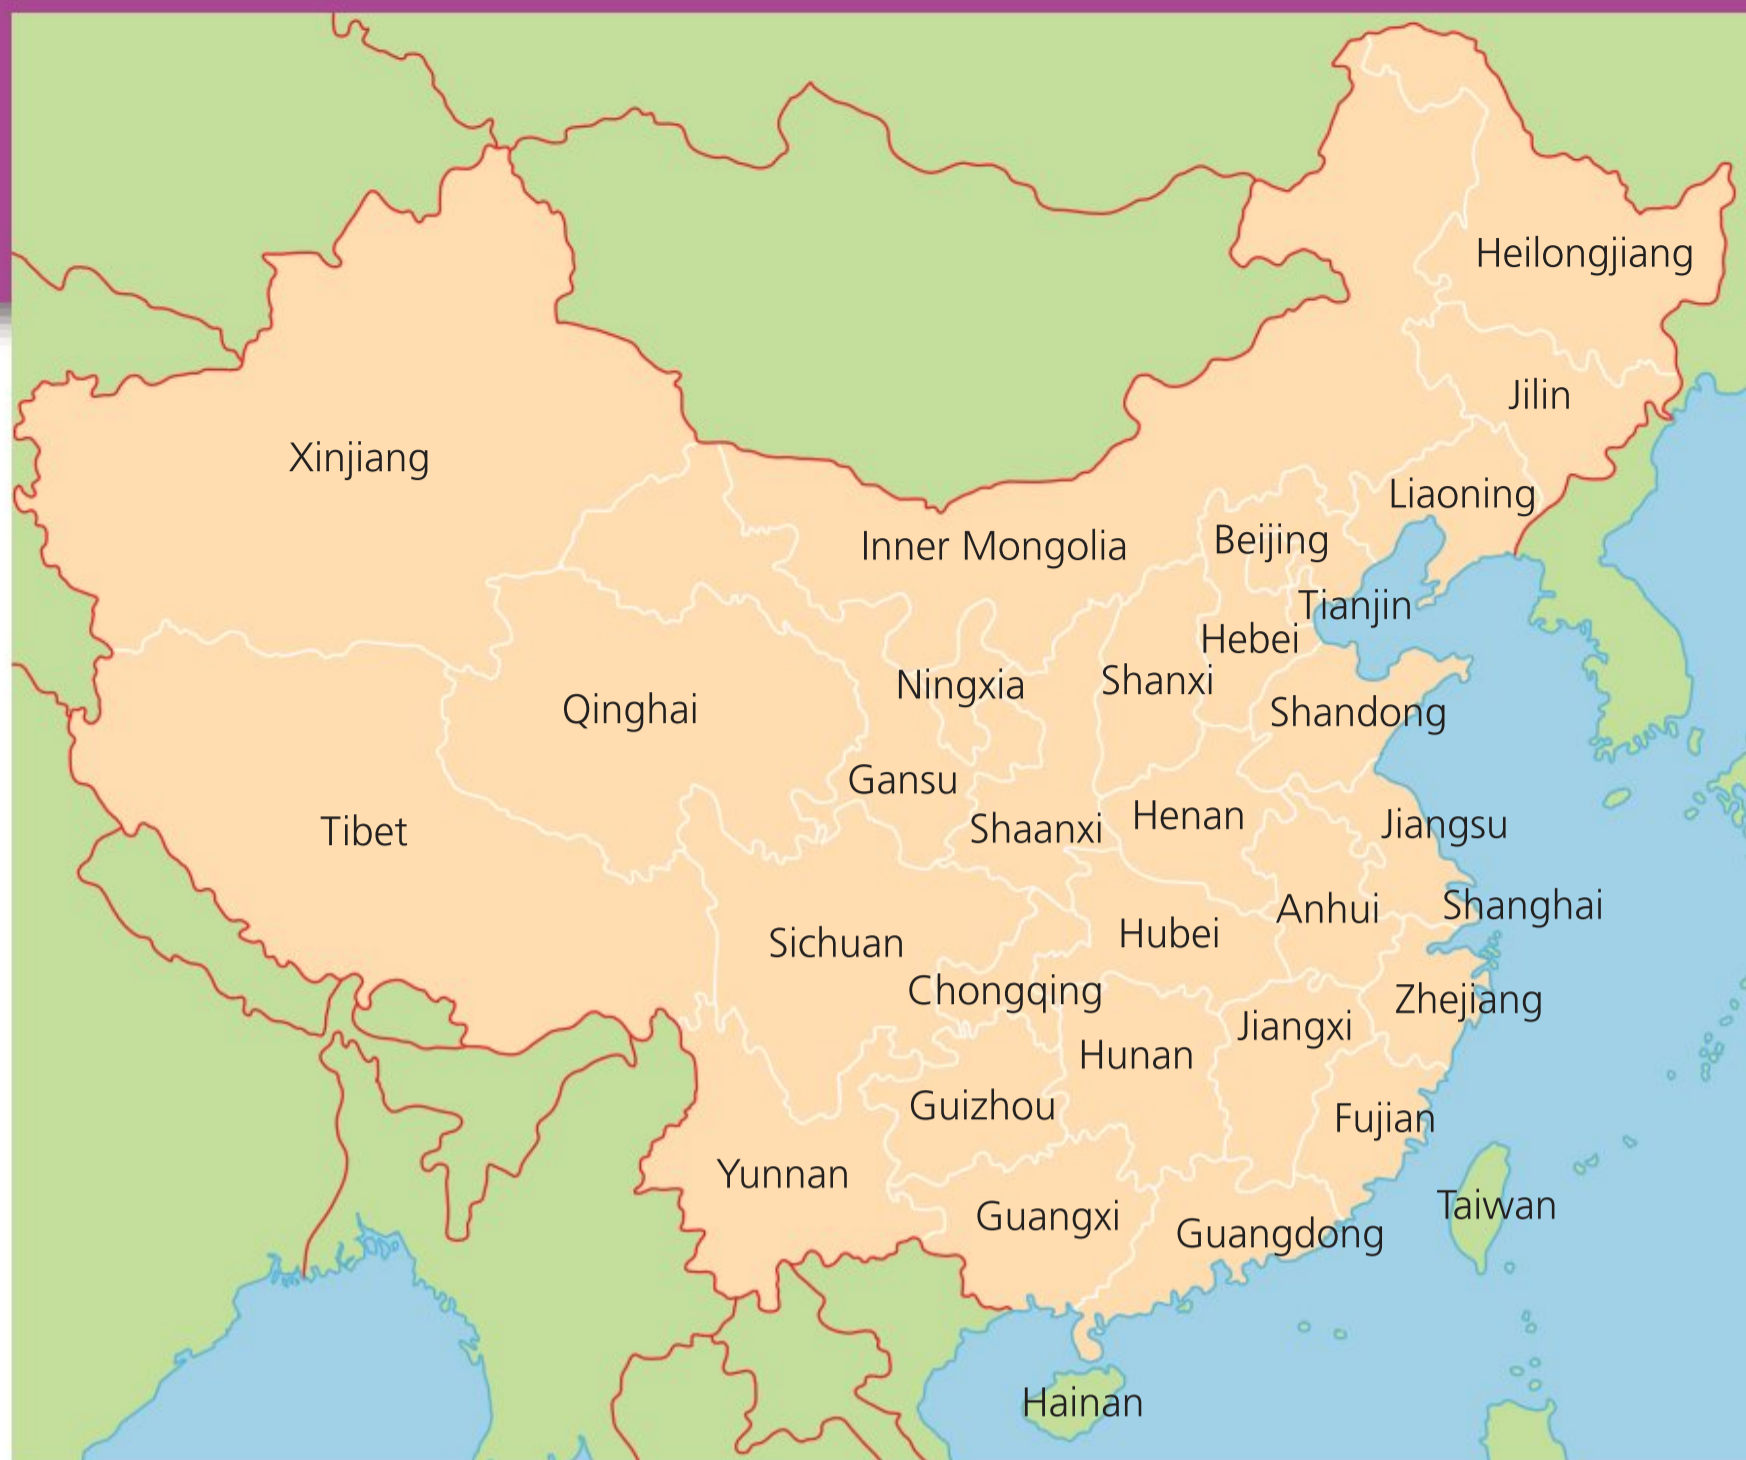 Heilongjiang
Jilin
Xinjiang
Liaoning
Inner Mongolia
Beijing
Tianjin
Hebei
Ningxia
Shanxi
Qinghai
Shandong
Gansu
Tibet
Shaanxi
Henan
Jiangsu
Anhui
Shanghai
Sichuan
Hubei
Chongqing
Zhejiang
Jiangxi
Hunan
Guizhou
Fujian
Yunnan
Guangxi
Taiwan
Guangdong
Hainan